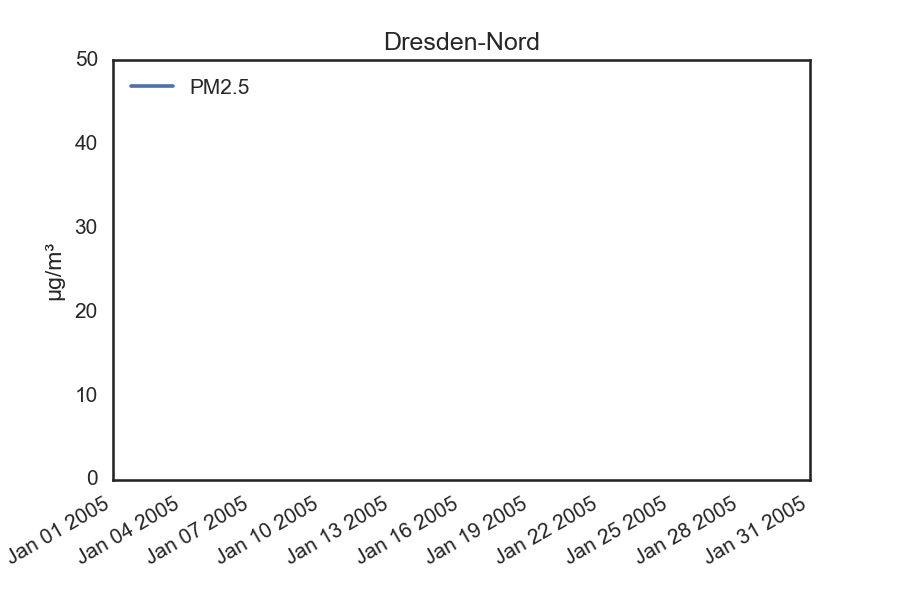 Dresden-Nord
50
PM2.5
40
30
µg/m³
20
10
0
Jan 01 2005
Jan 04 2005
Jan 07 2005
Jan 10 2005
Jan 13 2005
Jan 16 2005
Jan 19 2005
Jan 22 2005
Jan 25 2005
Jan 28 2005
Jan 31 2005